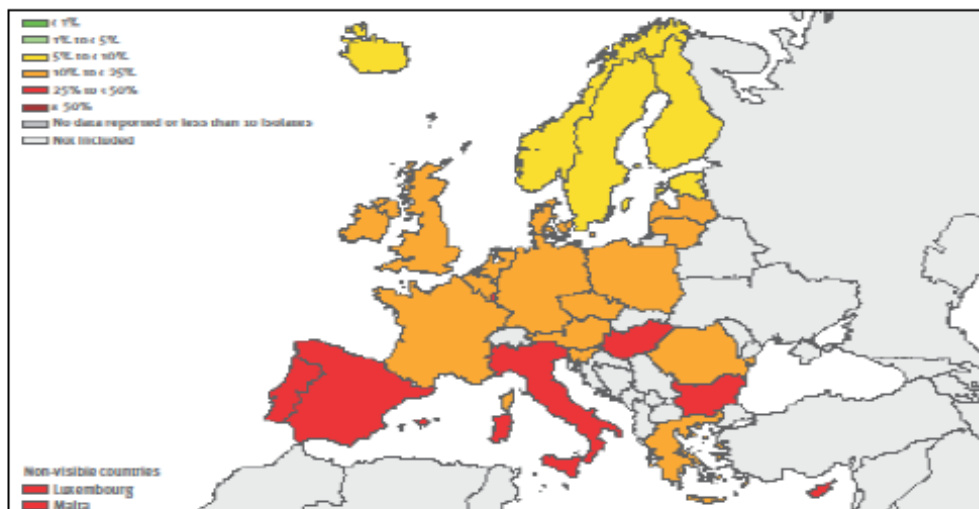 < 1%
1% to < 5%
5% to < 10%
10% to < 25%
25% to < 50%
≥ 50%
No data reported or less than 10 isolates
Not included
Non-visible countries
Luxembourg
Malta